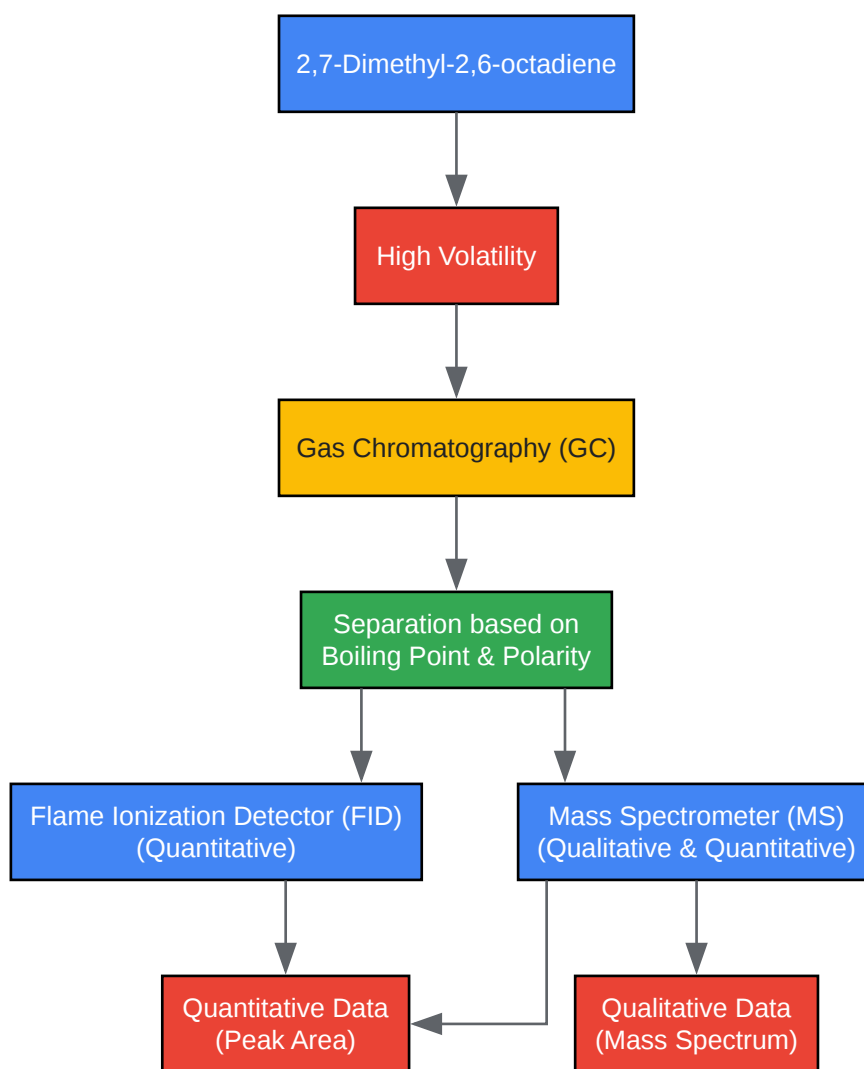 2,7-Dimethyl-2,6-octadiene
High Volatility
Gas Chromatography (GC)
Separation based on
Boiling Point & Polarity
Flame Ionization Detector (FID)
(Quantitative)
Mass Spectrometer (MS)
(Qualitative & Quantitative)
Quantitative Data
(Peak Area)
Qualitative Data
(Mass Spectrum)